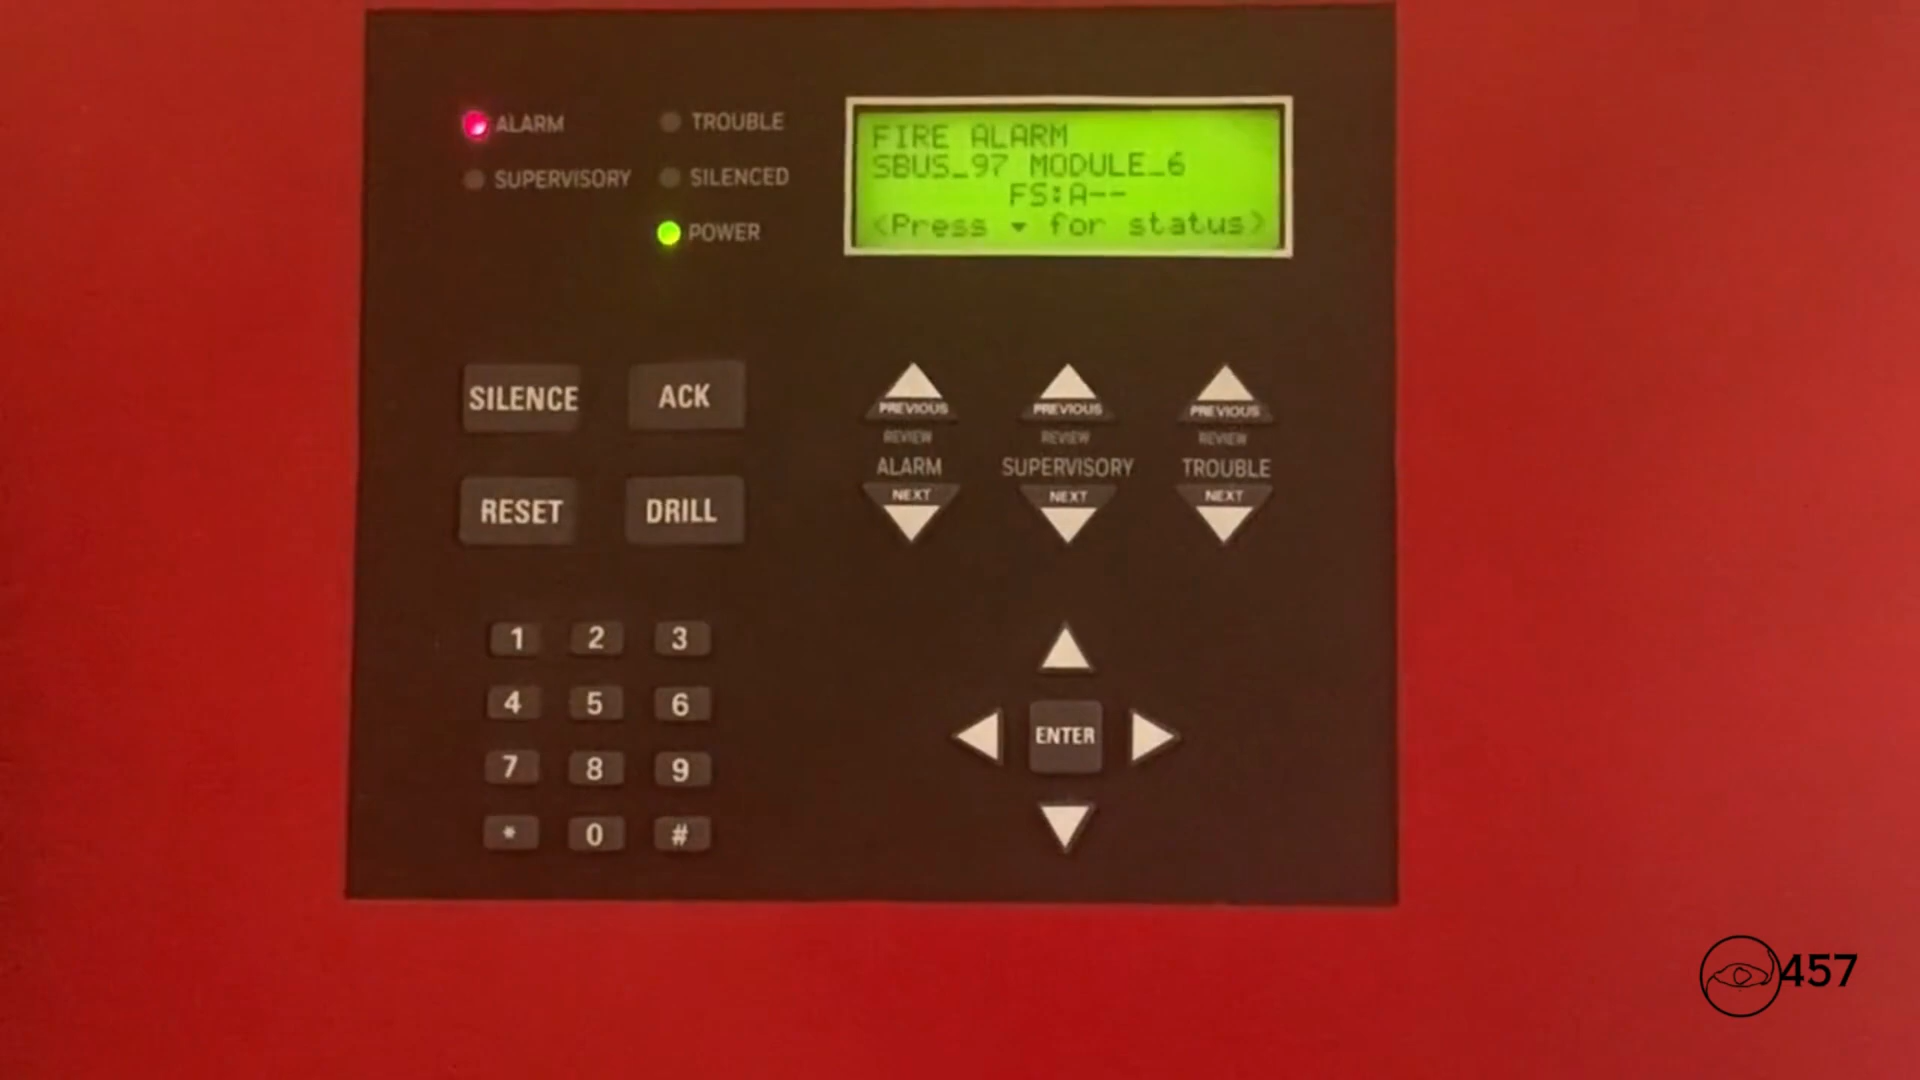 ALARM
TROUBLE
SUPERVISORY
SILENCED
POWER
FIRE ALARM
SBUS_97 MODULE_6
FS:A--
<Press ▾ for status>
SILENCE
ACK
RESET
DRILL
PREVIOUS
REVIEW
ALARM
NEXT
PREVIOUS
REVIEW
SUPERVISORY
NEXT
PREVIOUS
REVIEW
TROUBLE
NEXT
1 2 3
4 5 6
7 8 9
* 0 #
ENTER
457